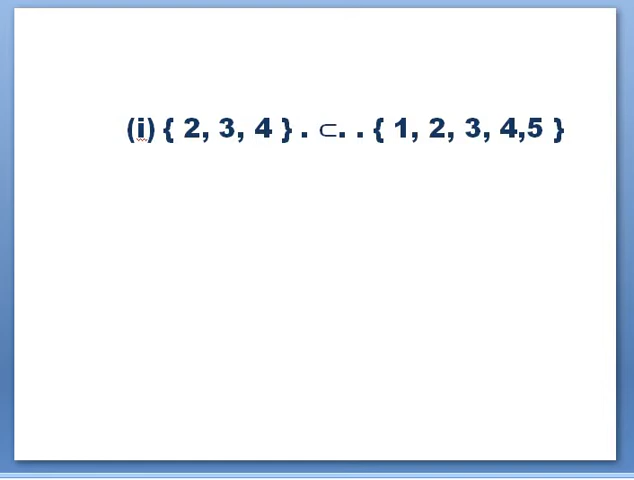 (i) { 2, 3, 4 } . ⊂. . { 1, 2, 3, 4,5 }